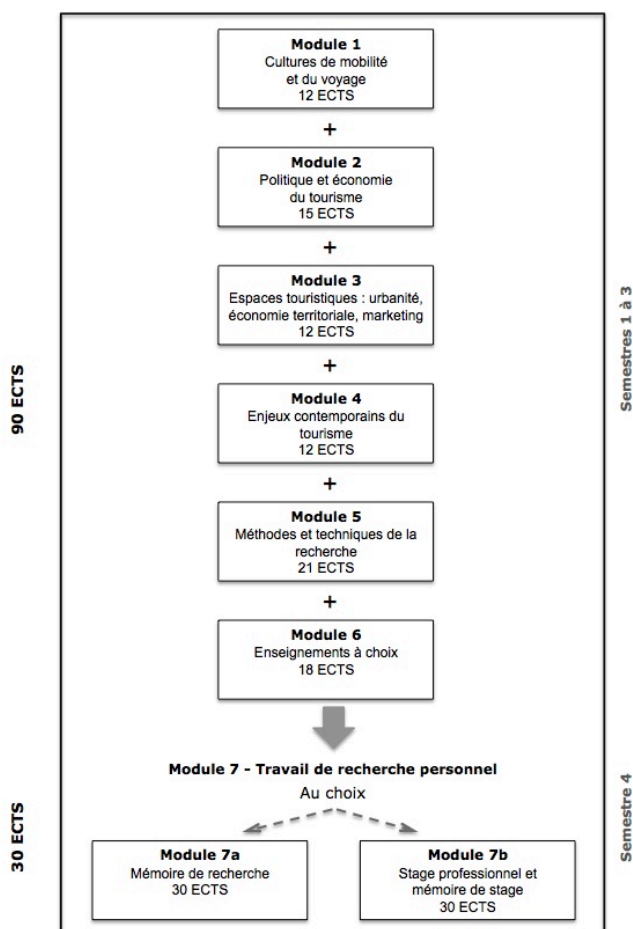 Module 1
Cultures de mobilité
et du voyage
12 ECTS
+
Module 2
Politique et économie
du tourisme
15 ECTS
+
Module 3
Espaces touristiques : urbanité,
économie territoriale, marketing
12 ECTS
+
Module 4
Enjeux contemporains du
tourisme
12 ECTS
+
Module 5
Méthodes et techniques de la
recherche
21 ECTS
+
Module 6
Enseignements à choix
18 ECTS
90 ECTS
Semestres 1 à 3
Module 7 - Travail de recherche personnel
Au choix
Module 7a
Mémoire de recherche
30 ECTS
Module 7b
Stage professionnel et
mémoire de stage
30 ECTS
30 ECTS
Semestre 4